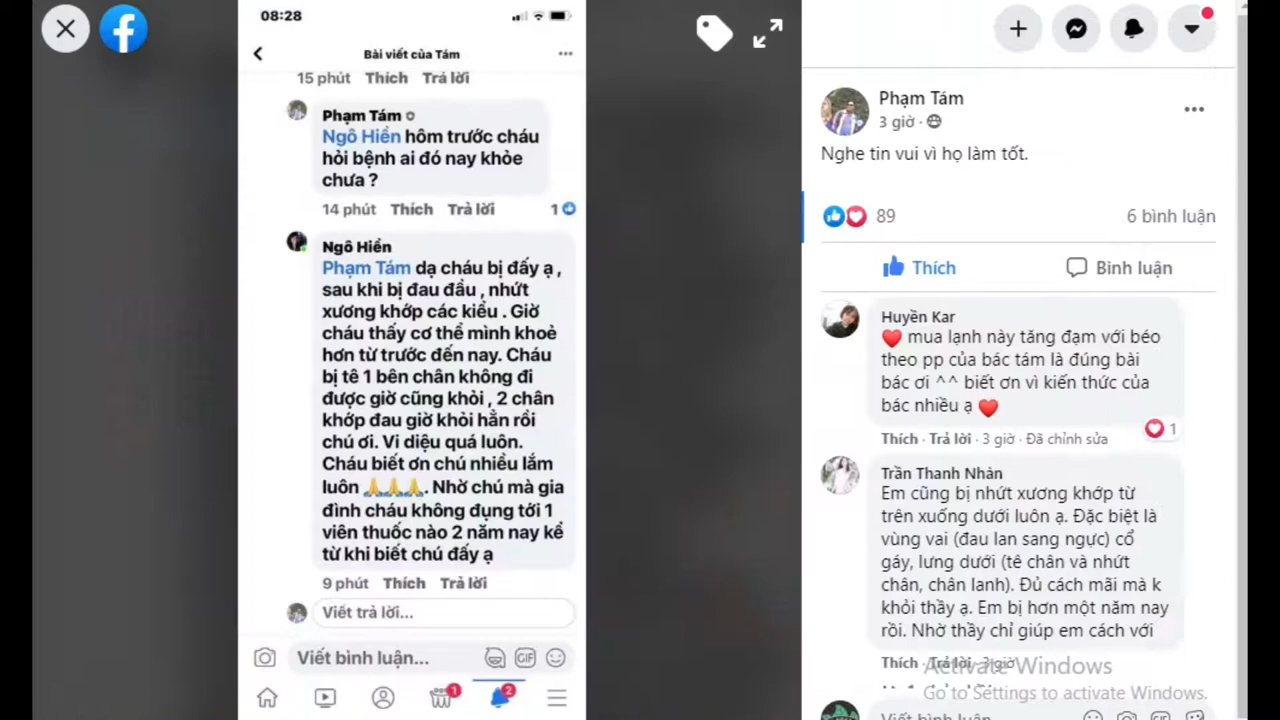 08:28
Bài viết của Tám
15 phút Thích Trả lời
Phạm Tám
Ngô Hiển hôm trước cháu
hỏi bệnh ai đó nay khỏe
chưa ?
14 phút Thích Trả lời 1
Ngô Hiển
Phạm Tám dạ cháu bị đấy ạ ,
sau khi bị đau đầu , nhứt
xương khớp các kiểu . Giờ
cháu thấy cơ thể mình khoẻ
hơn từ trước đến nay. Cháu
bị tê 1 bên chân không đi
được giờ cũng khỏi , 2 chân
khớp đau giờ khỏi hẳn rồi
chú ơi. Vi diệu quá luôn.
Cháu biết ơn chú nhiều lắm
luôn 🙏🙏🙏. Nhờ chú mà gia
đình cháu không đụng tới 1
viên thuốc nào 2 năm nay kể
từ khi biết chú đấy ạ
9 phút Thích Trả lời
Viết trả lời...
Viết bình luận...
GIF
1
2
Phạm Tám
3 giờ ·
Nghe tin vui vì họ làm tốt.
89
6 bình luận
Thích
Bình luận
Huyền Kar
❤️ mua lạnh này tăng đạm với béo
theo pp của bác tám là đúng bài
bác ơi ^^ biết ơn vì kiến thức của
bác nhiều ạ ❤️
1
Thích · Trả lời · 3 giờ · Đã chỉnh sửa
Trần Thanh Nhàn
Em cũng bị nhứt xương khớp từ
trên xuống dưới luôn ạ. Đặc biệt là
vùng vai (đau lan sang ngực) cổ
gáy, lưng dưới (tê chân và nhứt
chân, chân lanh). Đủ cách mãi mà k
khỏi thầy ạ. Em bị hơn một năm nay
rồi. Nhờ thầy chỉ giúp em cách với
Thích · Trả lời · 3 giờ
Activate Windows
Go to Settings to activate Windows.
Viết bình luận...